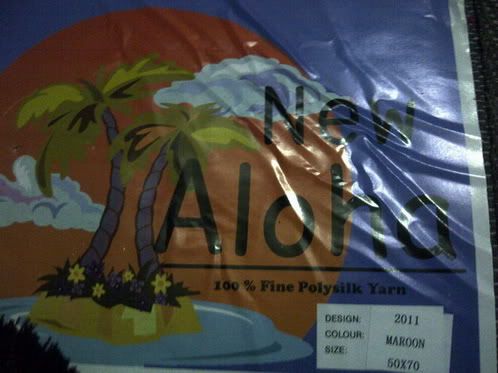 New
Aloha
100 % Fine Polysilk Yarn
DESIGN: 2011
COLOUR: MAROON
SIZE: 50X70